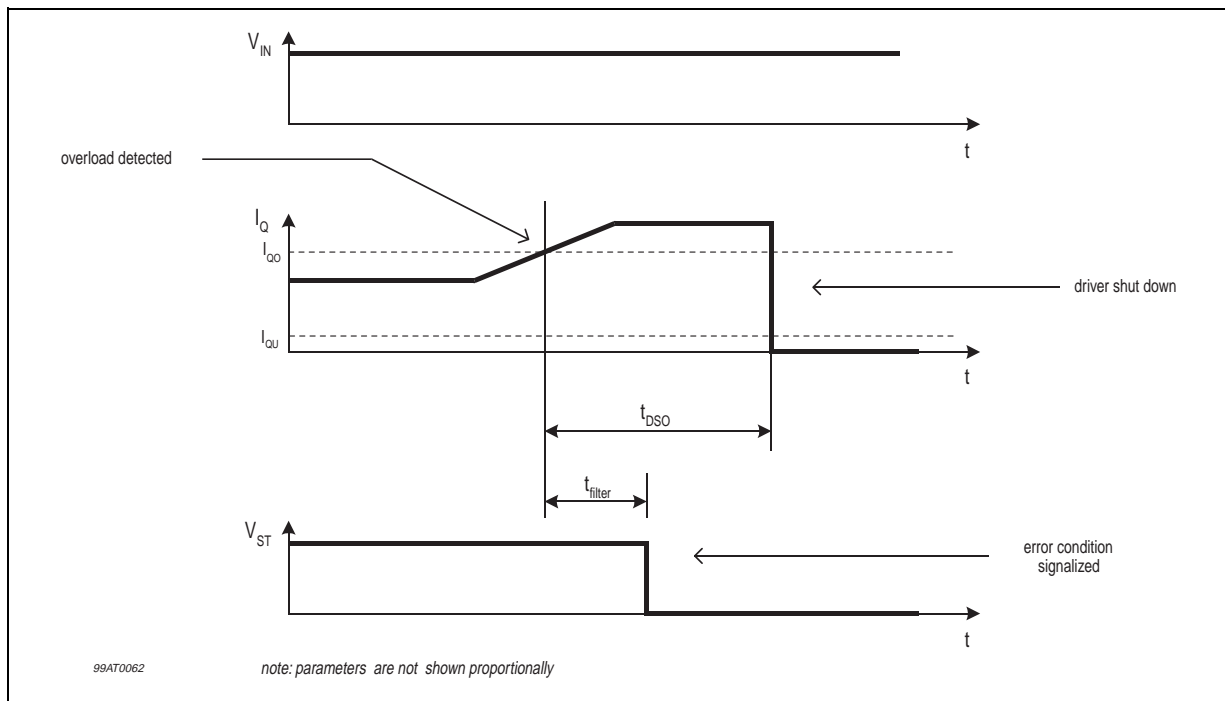 V_IN
t
overload detected
I_Q
I_QO
driver shut down
I_QU
t
t_DSO
t_filter
V_ST
error condition
signalized
t
99AT0062
note: parameters are not shown proportionally